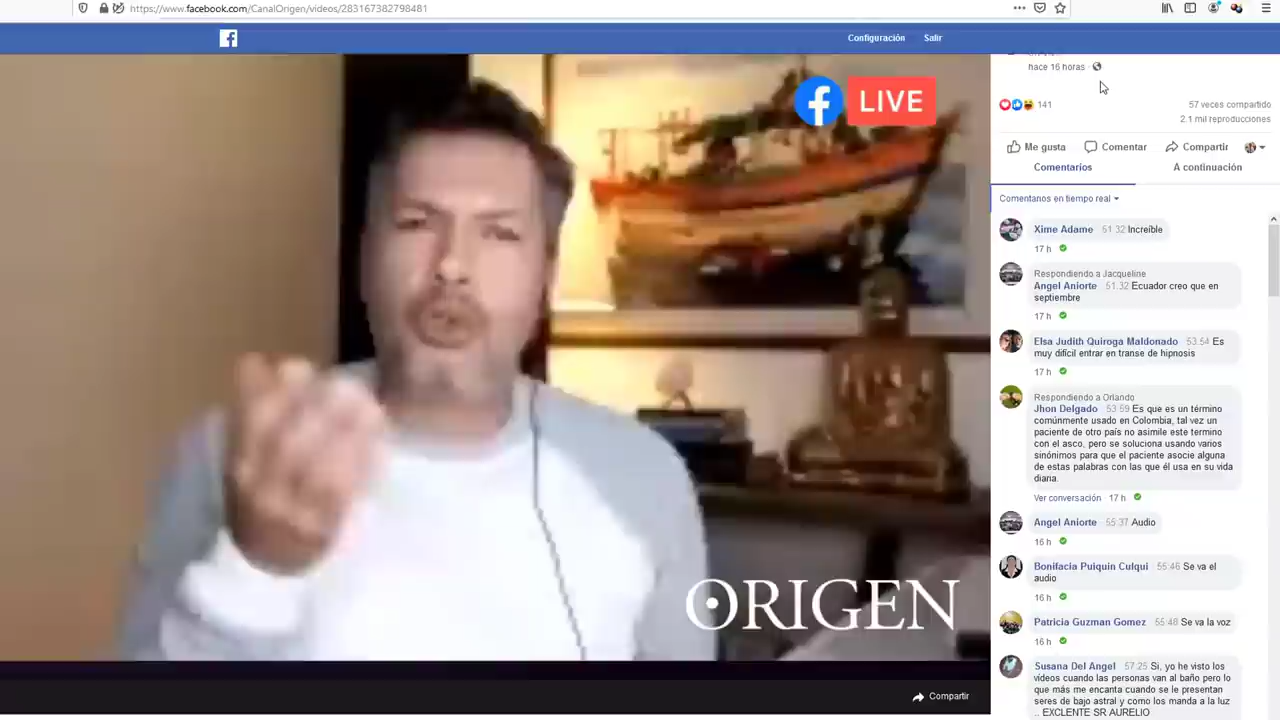 https://www.facebook.com/CanalOrigen/videos/283167382798481
Configuración Salir
LIVE
ORIGEN
Compartir
hace 16 horas
141
57 veces compartido
2.1 mil reproducciones
Me gusta Comentar Compartir
Comentarios A continuación
Comentarios en tiempo real
Xime Adame 51:32 Increíble
17 h
Respondiendo a Jacqueline
Angel Aniorte 51:32 Ecuador creo que en
septiembre
17 h
Elsa Judith Quiroga Maldonado 53:54 Es
muy difícil entrar en transe de hipnosis
17 h
Respondiendo a Orlando
Jhon Delgado 53:59 Es que es un término
comúnmente usado en Colombia, tal vez un
paciente de otro país no asimile este termino
con el asco, pero se soluciona usando varios
sinónimos para que el paciente asocie alguna
de estas palabras con las que él usa en su vida
diaria.
Ver conversación 17 h
Angel Aniorte 55:37 Audio
16 h
Bonifacia Puiquin Culqui 55:46 Se va el
audio
16 h
Patricia Guzman Gomez 55:48 Se va la voz
16 h
Susana Del Angel 57:25 Si, yo he visto los
vídeos cuando las personas van al baño pero lo
que más me encanta cuando se le presentan
seres de bajo astral y como los manda a la luz
.. EXCLENTE SR AURELIO